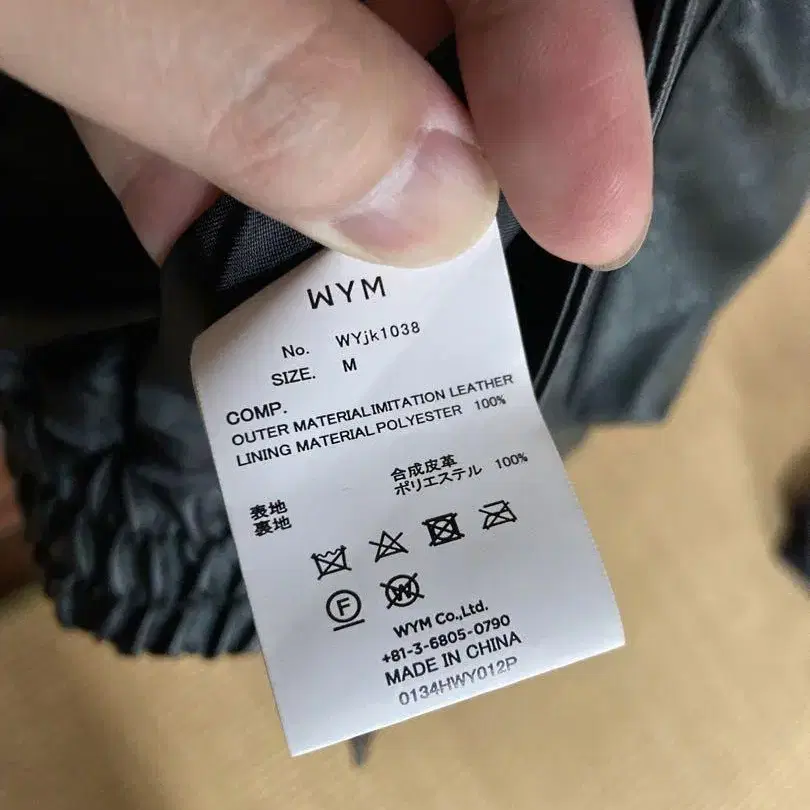 WYM
No. WYjk1038
SIZE. M
COMP.
OUTER MATERIALIMITATION LEATHER
LINING MATERIAL POLYESTER 100%
表地 合成皮革
裏地 ポリエステル 100%
F W
WYM Co.,Ltd.
+81-3-6805-0790
MADE IN CHINA
0134HWY012P